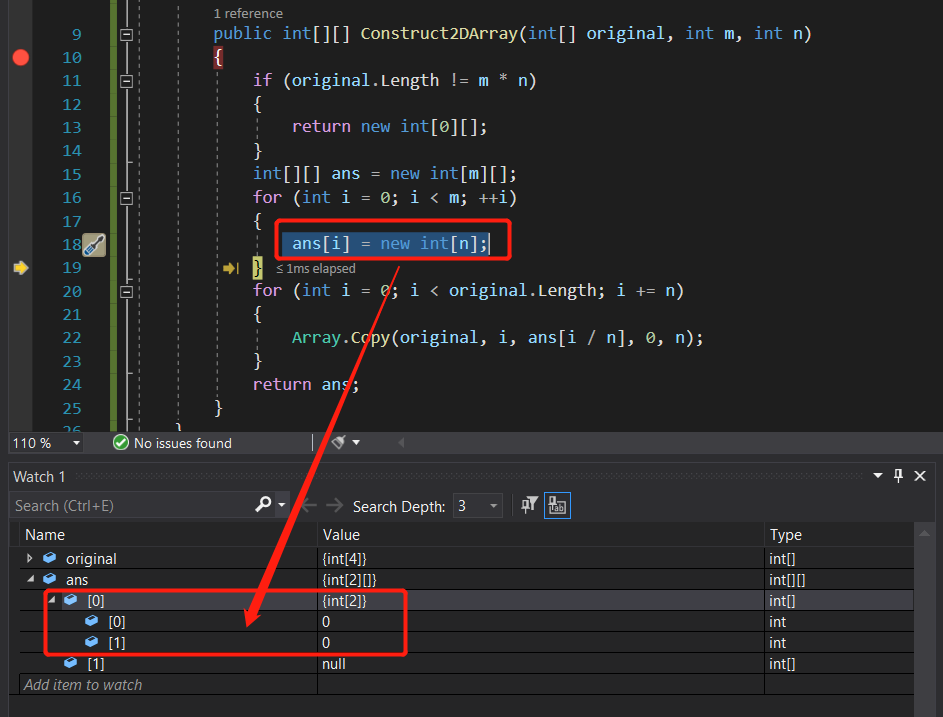 1 reference
9 public int[][] Construct2DArray(int[] original, int m, int n)
10 {
11 if (original.Length != m * n)
12 {
13 return new int[0][];
14 }
15 int[][] ans = new int[m][];
16 for (int i = 0; i < m; ++i)
17 {
18 ans[i] = new int[n];
19 } ≤ 1ms elapsed
20 for (int i = 0; i < original.Length; i += n)
21 {
22 Array.Copy(original, i, ans[i / n], 0, n);
23 }
24 return ans;
25 }
26 }
110 % No issues found
Watch 1
Search (Ctrl+E) Search Depth: 3
Name Value Type
original {int[4]} int[]
ans {int[2][]} int[][]
[0] {int[2]} int[]
[0] 0 int
[1] 0 int
[1] null int[]
Add item to watch